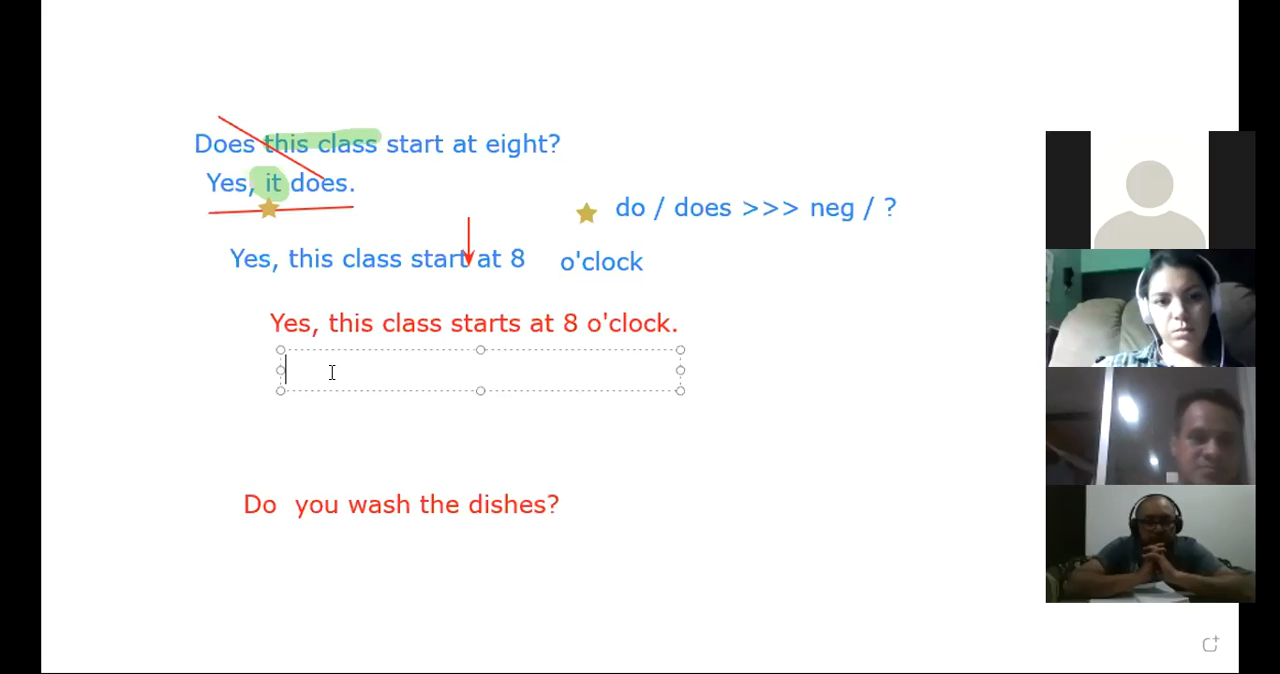 Does this class start at eight?
Yes, it does.
do / does >>> neg / ?
Yes, this class start at 8 o'clock
Yes, this class starts at 8 o'clock.
Do you wash the dishes?